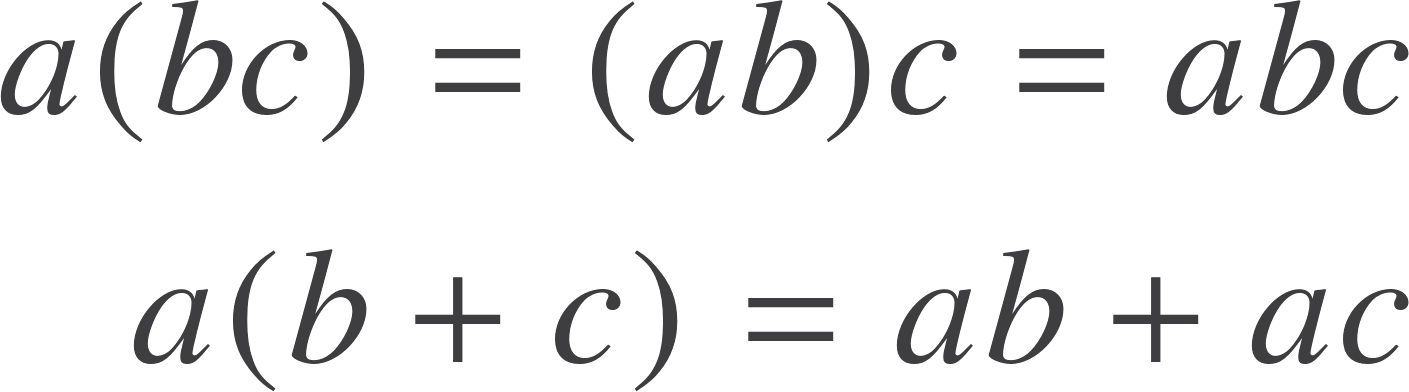 a(bc) = (ab)c = abc
a(b + c) = ab + ac